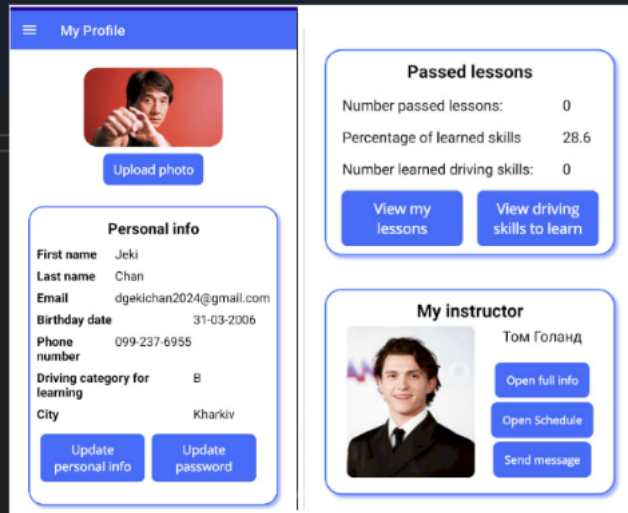 My Profile
Upload photo
Personal info
First name Jeki
Last name Chan
Email dgekichan2024@gmail.com
Birthday date 31-03-2006
Phone number 099-237-6955
Driving category for learning B
City Kharkiv
Update personal info
Update password
Passed lessons
Number passed lessons: 0
Percentage of learned skills 28.6
Number learned driving skills: 0
View my lessons
View driving skills to learn
My instructor
Том Голанд
Open full info
Open Schedule
Send message